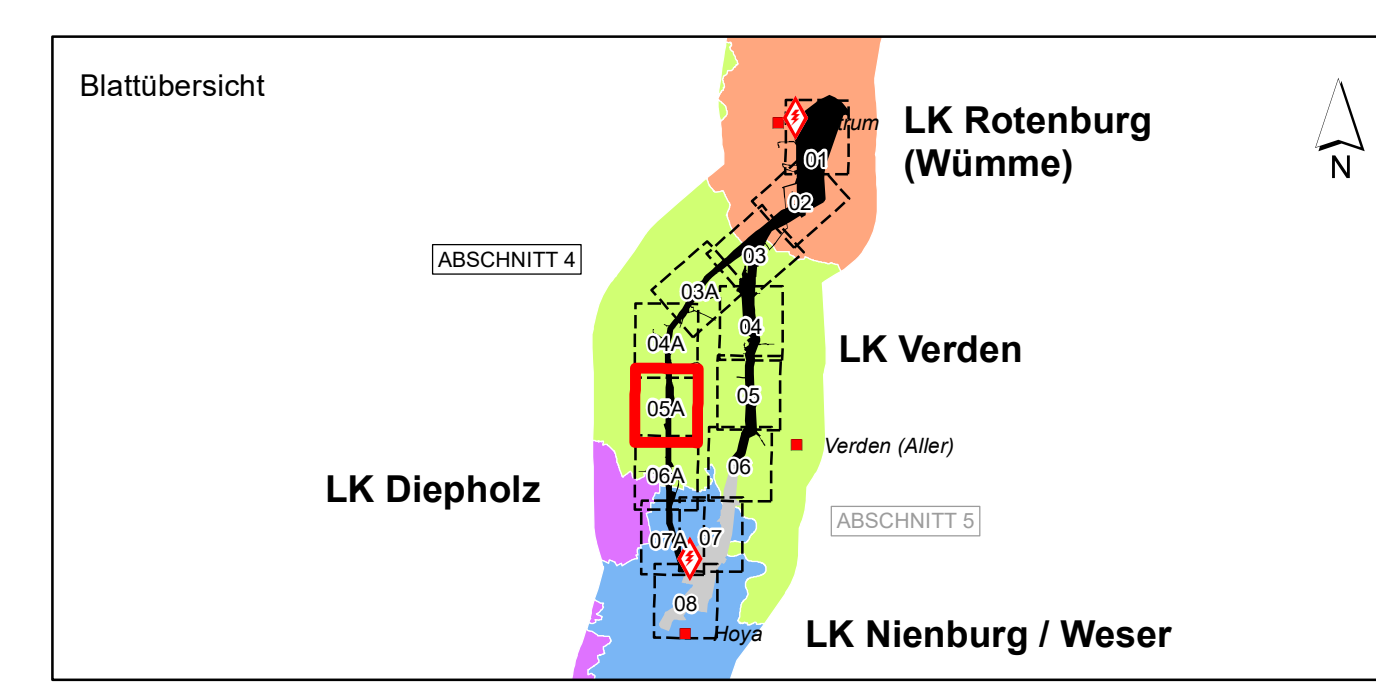 Blattübersicht
LK Rotenburg
(Wümme)
N
01
02
ABSCHNITT 4
03
03A
04
04A
LK Verden
05
05A
Verden (Aller)
06
06A
LK Diepholz
ABSCHNITT 5
07A
07
08
Hoya
LK Nienburg / Weser